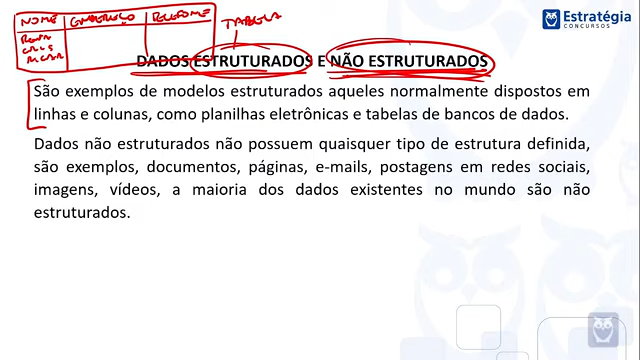 NOME ENDEREÇO TELEFONE
TABELA
Estratégia
CONCURSOS
DADOS ESTRUTURADOS E NÃO ESTRUTURADOS
São exemplos de modelos estruturados aqueles normalmente dispostos em
linhas e colunas, como planilhas eletrônicas e tabelas de bancos de dados.
Dados não estruturados não possuem quaisquer tipo de estrutura definida,
são exemplos, documentos, páginas, e-mails, postagens em redes sociais,
imagens, vídeos, a maioria dos dados existentes no mundo são não
estruturados.